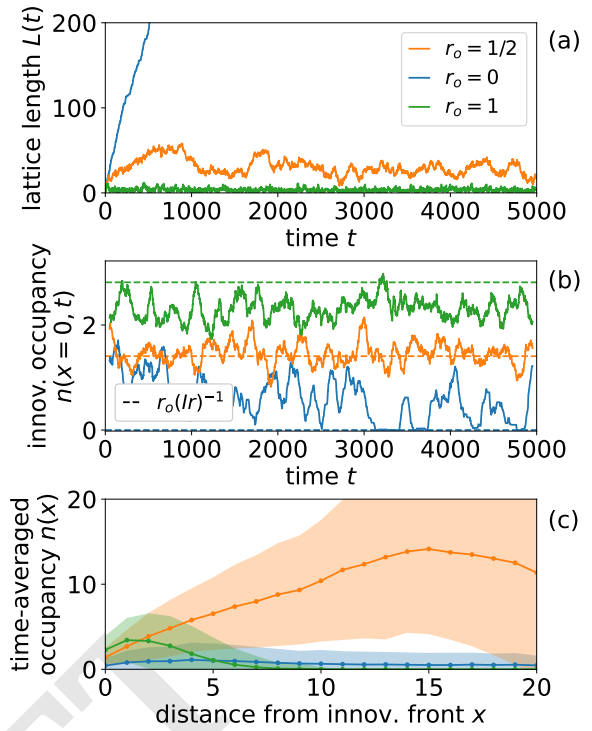 lattice length L(t)
200
100
0
(a)
r_o = 1/2
r_o = 0
r_o = 1
0 1000 2000 3000 4000 5000
time t
innov. occupancy
n(x = 0, t)
2
0
(b)
r_o(Ir)^{-1}
0 1000 2000 3000 4000 5000
time t
time-averaged
occupancy n(x)
20
10
0
(c)
0 5 10 15 20
distance from innov. front x